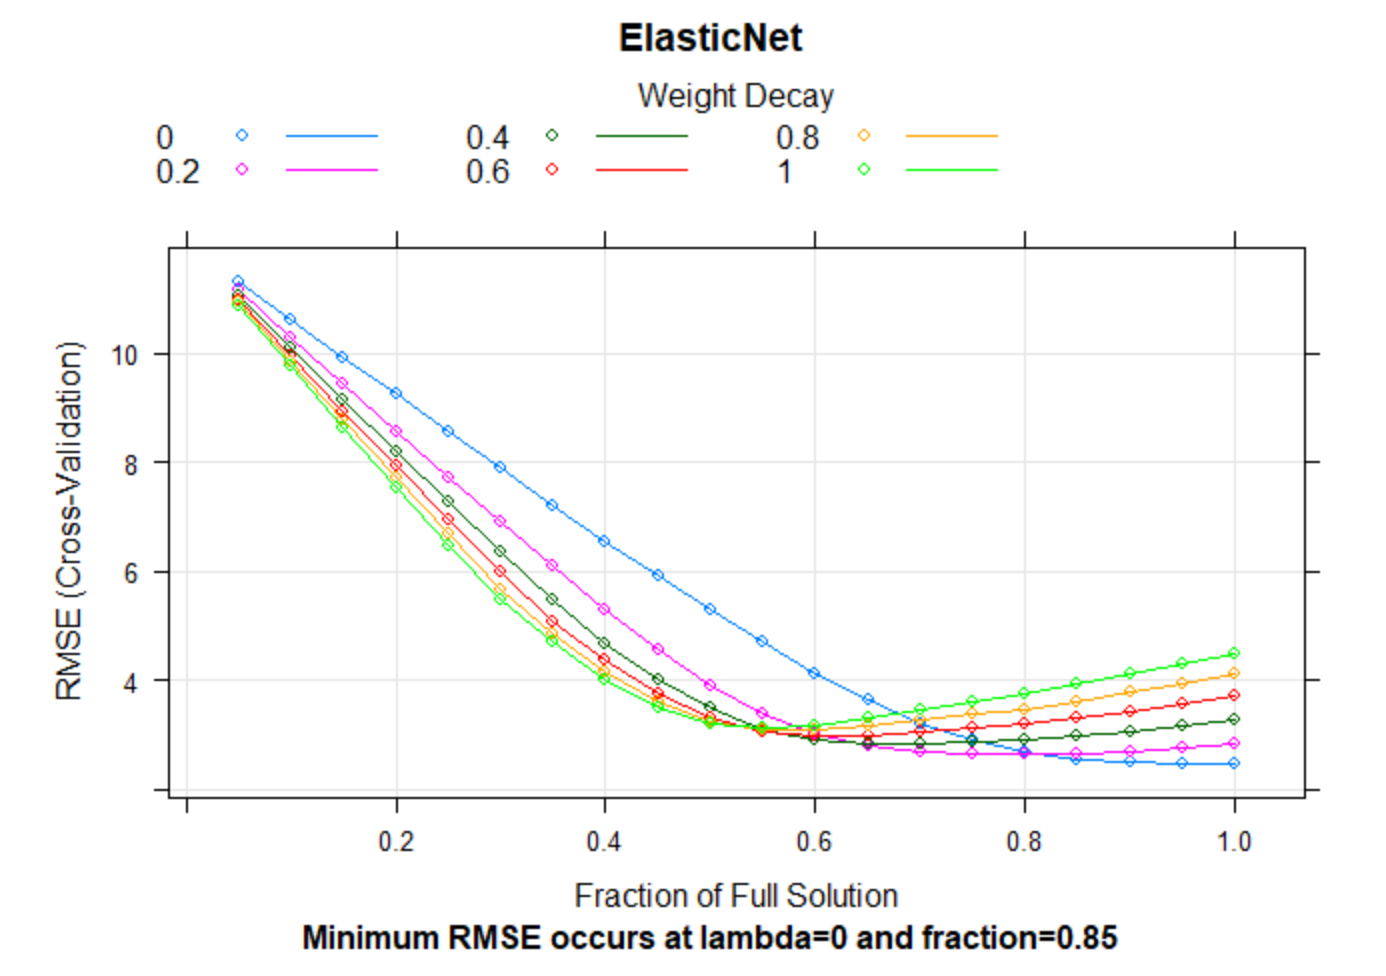 ElasticNet
Weight Decay
0 0.4 0.8
0.2 0.6 1
RMSE (Cross-Validation)
10
8
6
4
0.2 0.4 0.6 0.8 1.0
Fraction of Full Solution
Minimum RMSE occurs at lambda=0 and fraction=0.85